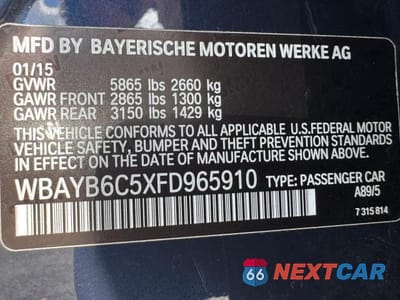 MFD BY BAYERISCHE MOTOREN WERKE AG
01/15
GVWR 5865 lbs 2660 kg
GAWR FRONT 2865 lbs 1300 kg
GAWR REAR 3150 lbs 1429 kg
THIS VEHICLE CONFORMS TO ALL APPLICABLE U.S.FEDERAL MOTOR
VEHICLE SAFETY, BUMPER AND THEFT PREVENTION STANDARDS IN
EFFECT ON THE DATE OF MANUFACTURE SHOWN ABOVE.
WBAYB6C5XFD965910 TYPE: PASSENGER CAR
A89/5
7 315 814
66 NEXTCAR